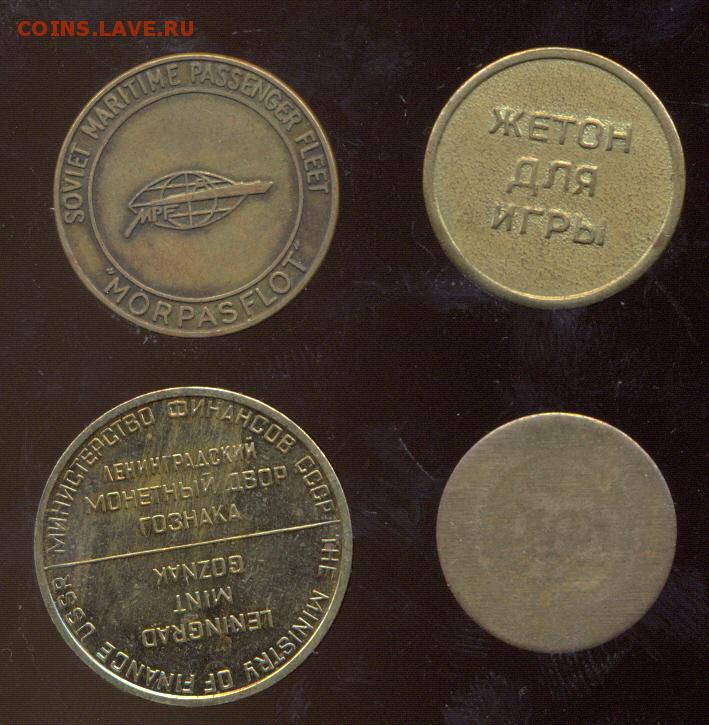 COINS.LAVE.RU
SOVIET MARITIME PASSENGER FLEET
MPF
"MORPASFLOT"
ЖЕТОН
ДЛЯ
ИГРЫ
МИНИСТЕРСТВО ФИНАНСОВ СССР
ЛЕНИНГРАДСКИЙ
МОНЕТНЫЙ ДВОР
ГОЗНАКА
THE MINISTRY OF FINANCE USSR
LENINGRAD
MINT
GOZNAK